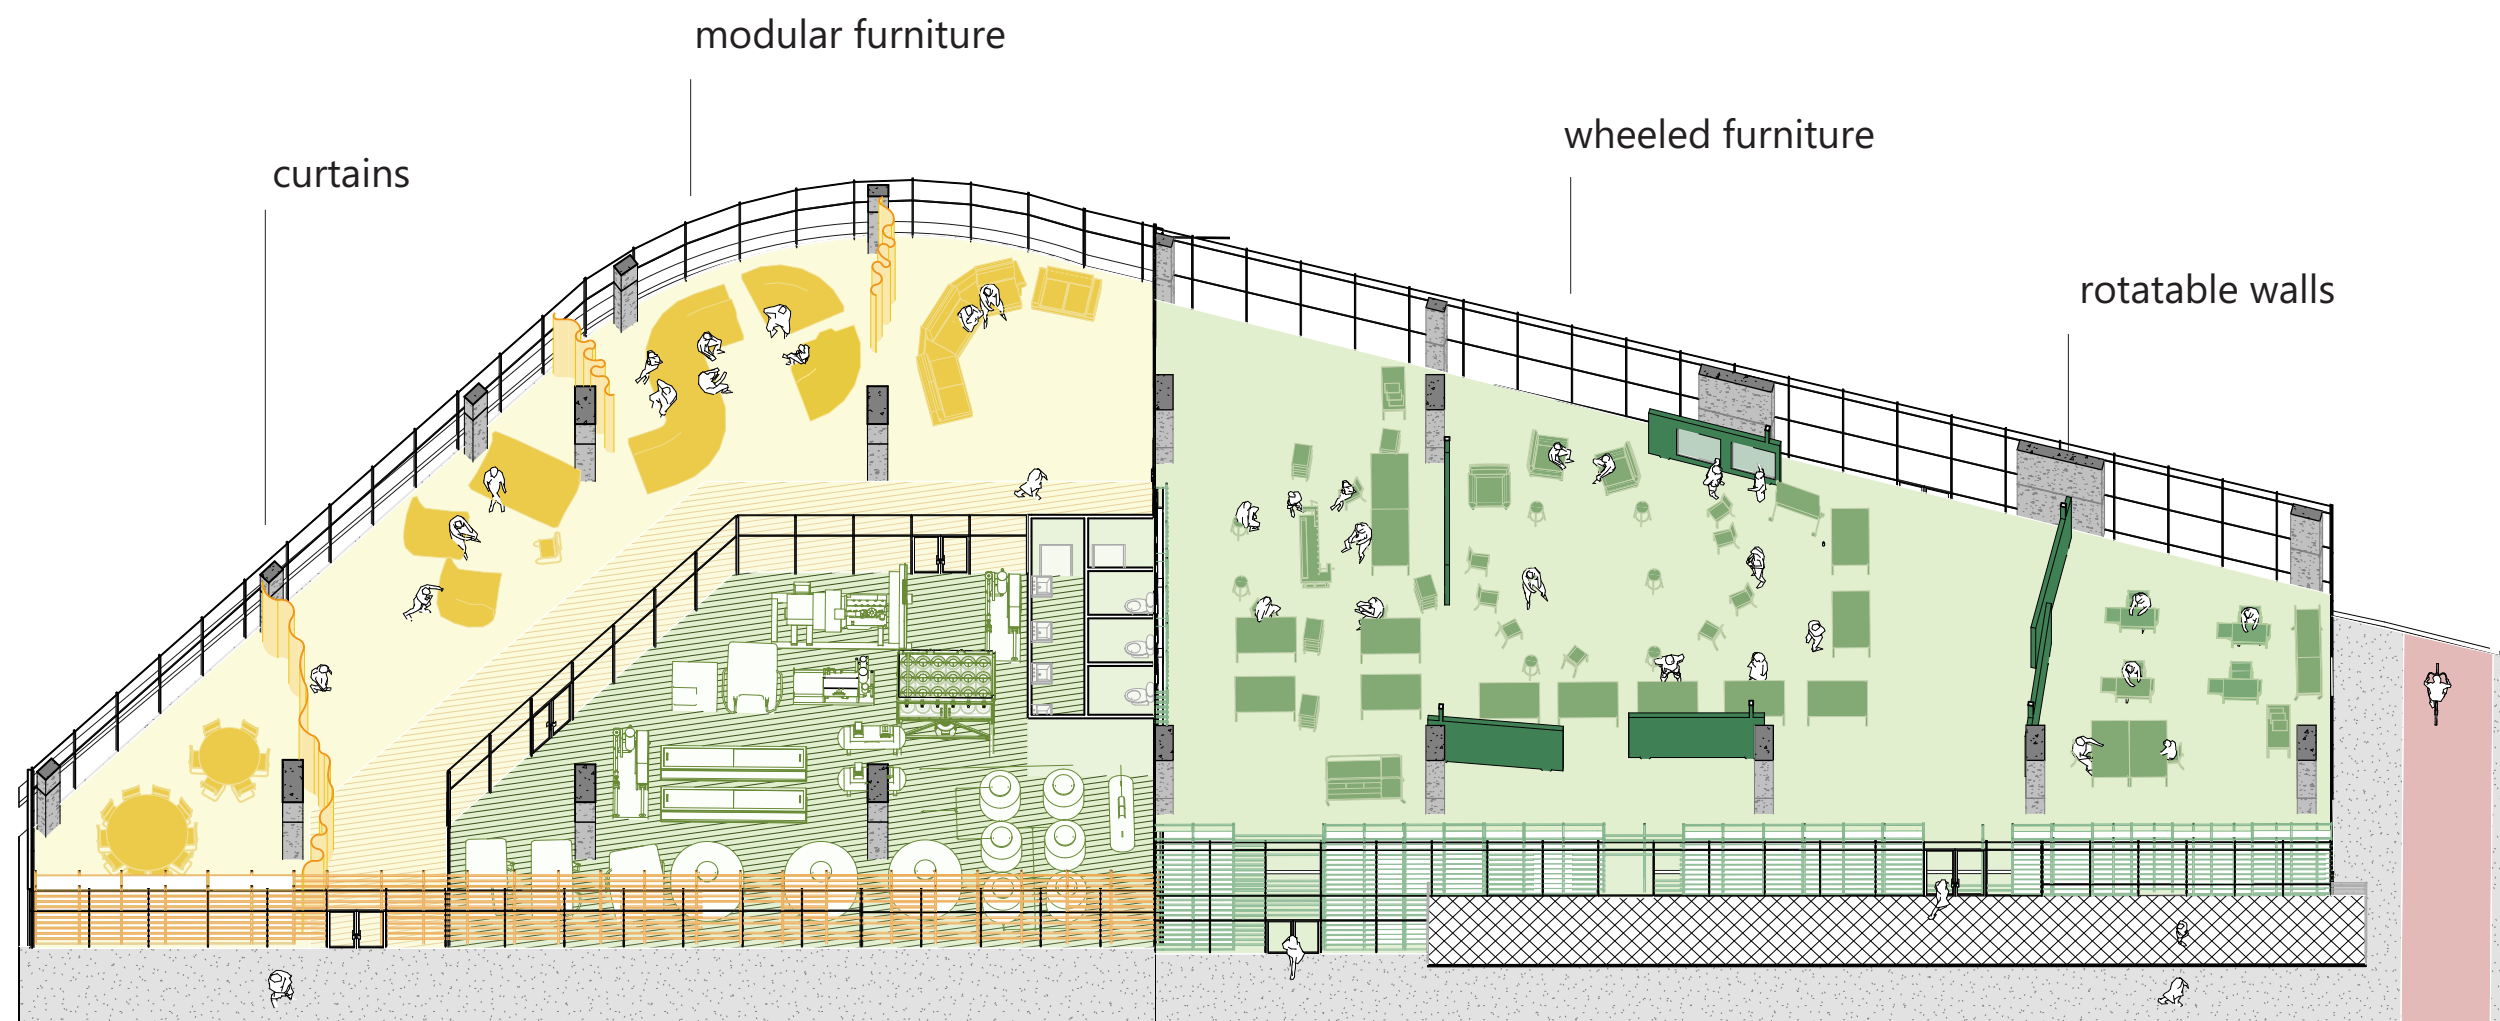 modular furniture
wheeled furniture
curtains
rotatable walls